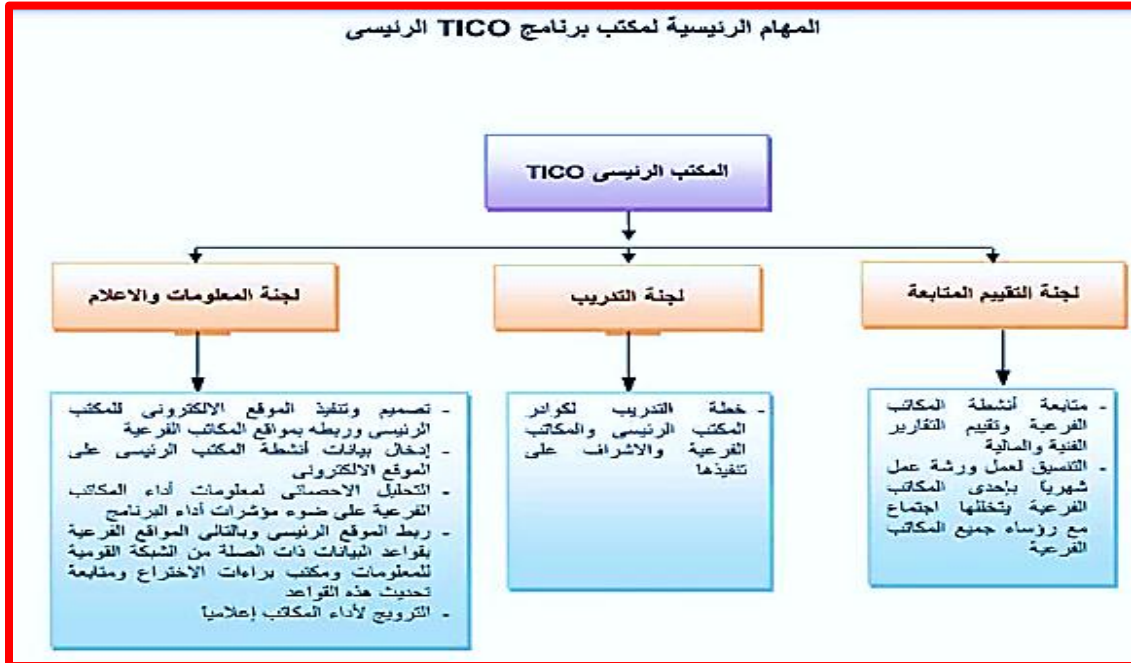 المهام الرئيسية لمكتب برنامج TICO الرئيسى
المكتب الرئيسى TICO
لجنة التقييم المتابعة
لجنة التدريب
لجنة المعلومات والاعلام
- متابعة أنشطة المكاتب
الفرعية وتقييم التقارير
الفنية والمالية
- التنسيق لعمل ورشة عمل
شهريا بإحدى المكاتب
الفرعية يتخللها اجتماع
مع رؤساء جميع المكاتب
الفرعية
- خطة التدريب لكوادر
المكتب الرئيسى والمكاتب
الفرعية والاشراف على
تنفيذها
- تصميم وتنفيذ الموقع الالكترونى للمكتب
الرئيسى وربطه بمواقع المكاتب الفرعية
- إدخال بيانات أنشطة المكتب الرئيسى على
الموقع الالكترونى
- التحليل الاحصائى لمعلومات أداء المكاتب
الفرعية على ضوء مؤشرات أداء البرنامج
- ربط الموقع الرئيسى وبالتالى المواقع الفرعية
بقواعد البيانات ذات الصلة من الشبكة القومية
للمعلومات ومكتب براءات الاختراع ومتابعة
تحديث هذه القواعد
- الترويج لأداء المكاتب إعلامياً